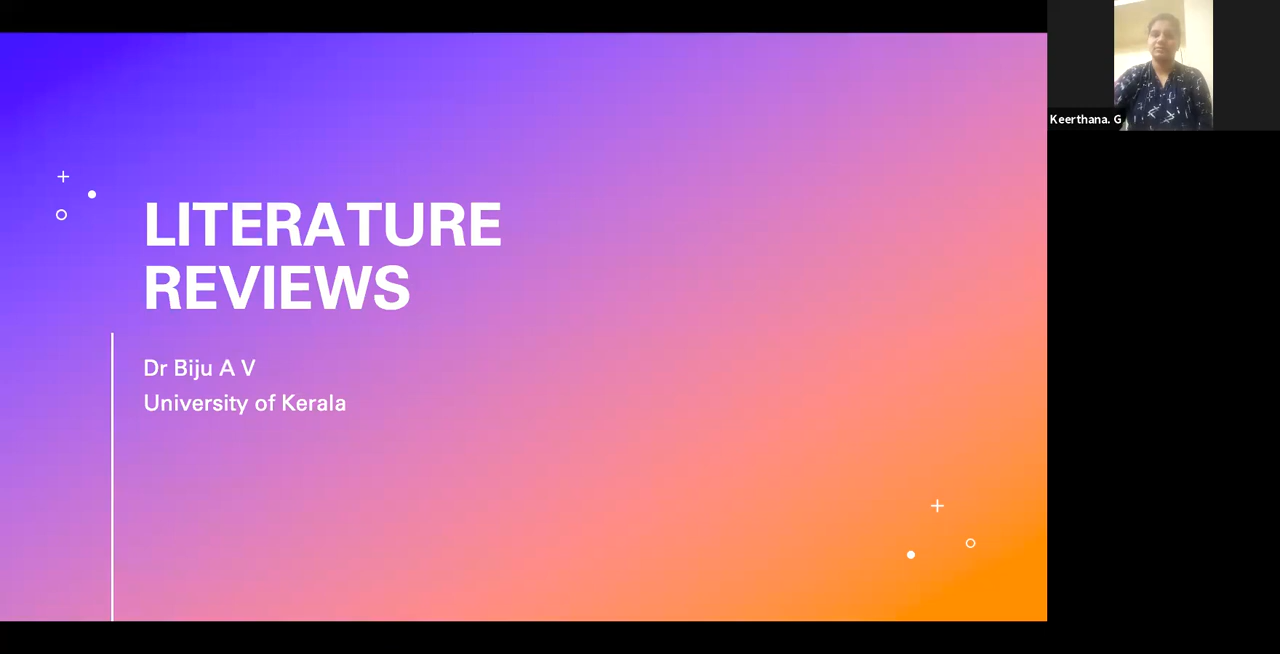 LITERATURE
REVIEWS
Dr Biju A V
University of Kerala
Keerthana. G